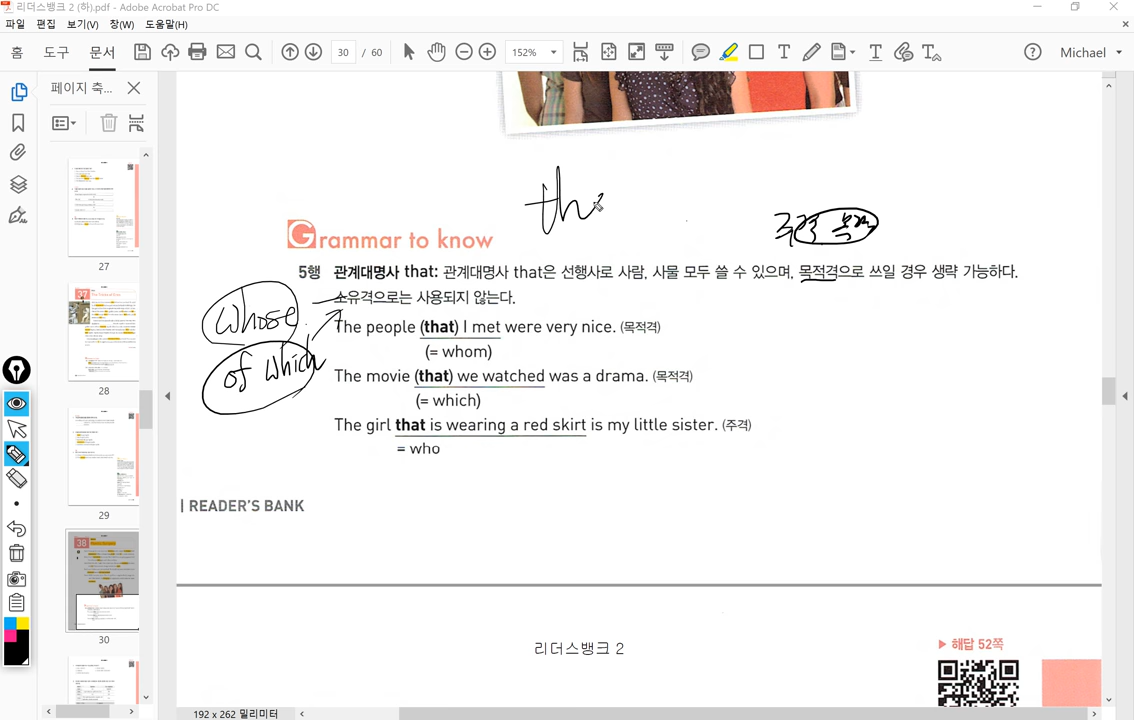 리더스뱅크 2 (하).pdf - Adobe Acrobat Pro DC
파일 편집 보기(V) 창(W) 도움말(H)
홈 도구 문서 30 / 60 152% Michael
페이지 축...
27
28
29
30
주격 목적격
Grammar to know
5행 관계대명사 that: 관계대명사 that은 선행사로 사람, 사물 모두 쓸 수 있으며, 목적격으로 쓰일 경우 생략 가능하다.
소유격으로는 사용되지 않는다.
whose
of which
The people (that) I met were very nice. (목적격)
(= whom)
The movie (that) we watched was a drama. (목적격)
(= which)
The girl that is wearing a red skirt is my little sister. (주격)
= who
| READER'S BANK
리더스뱅크 2
▶ 해답 52쪽
192 x 262 밀리미터